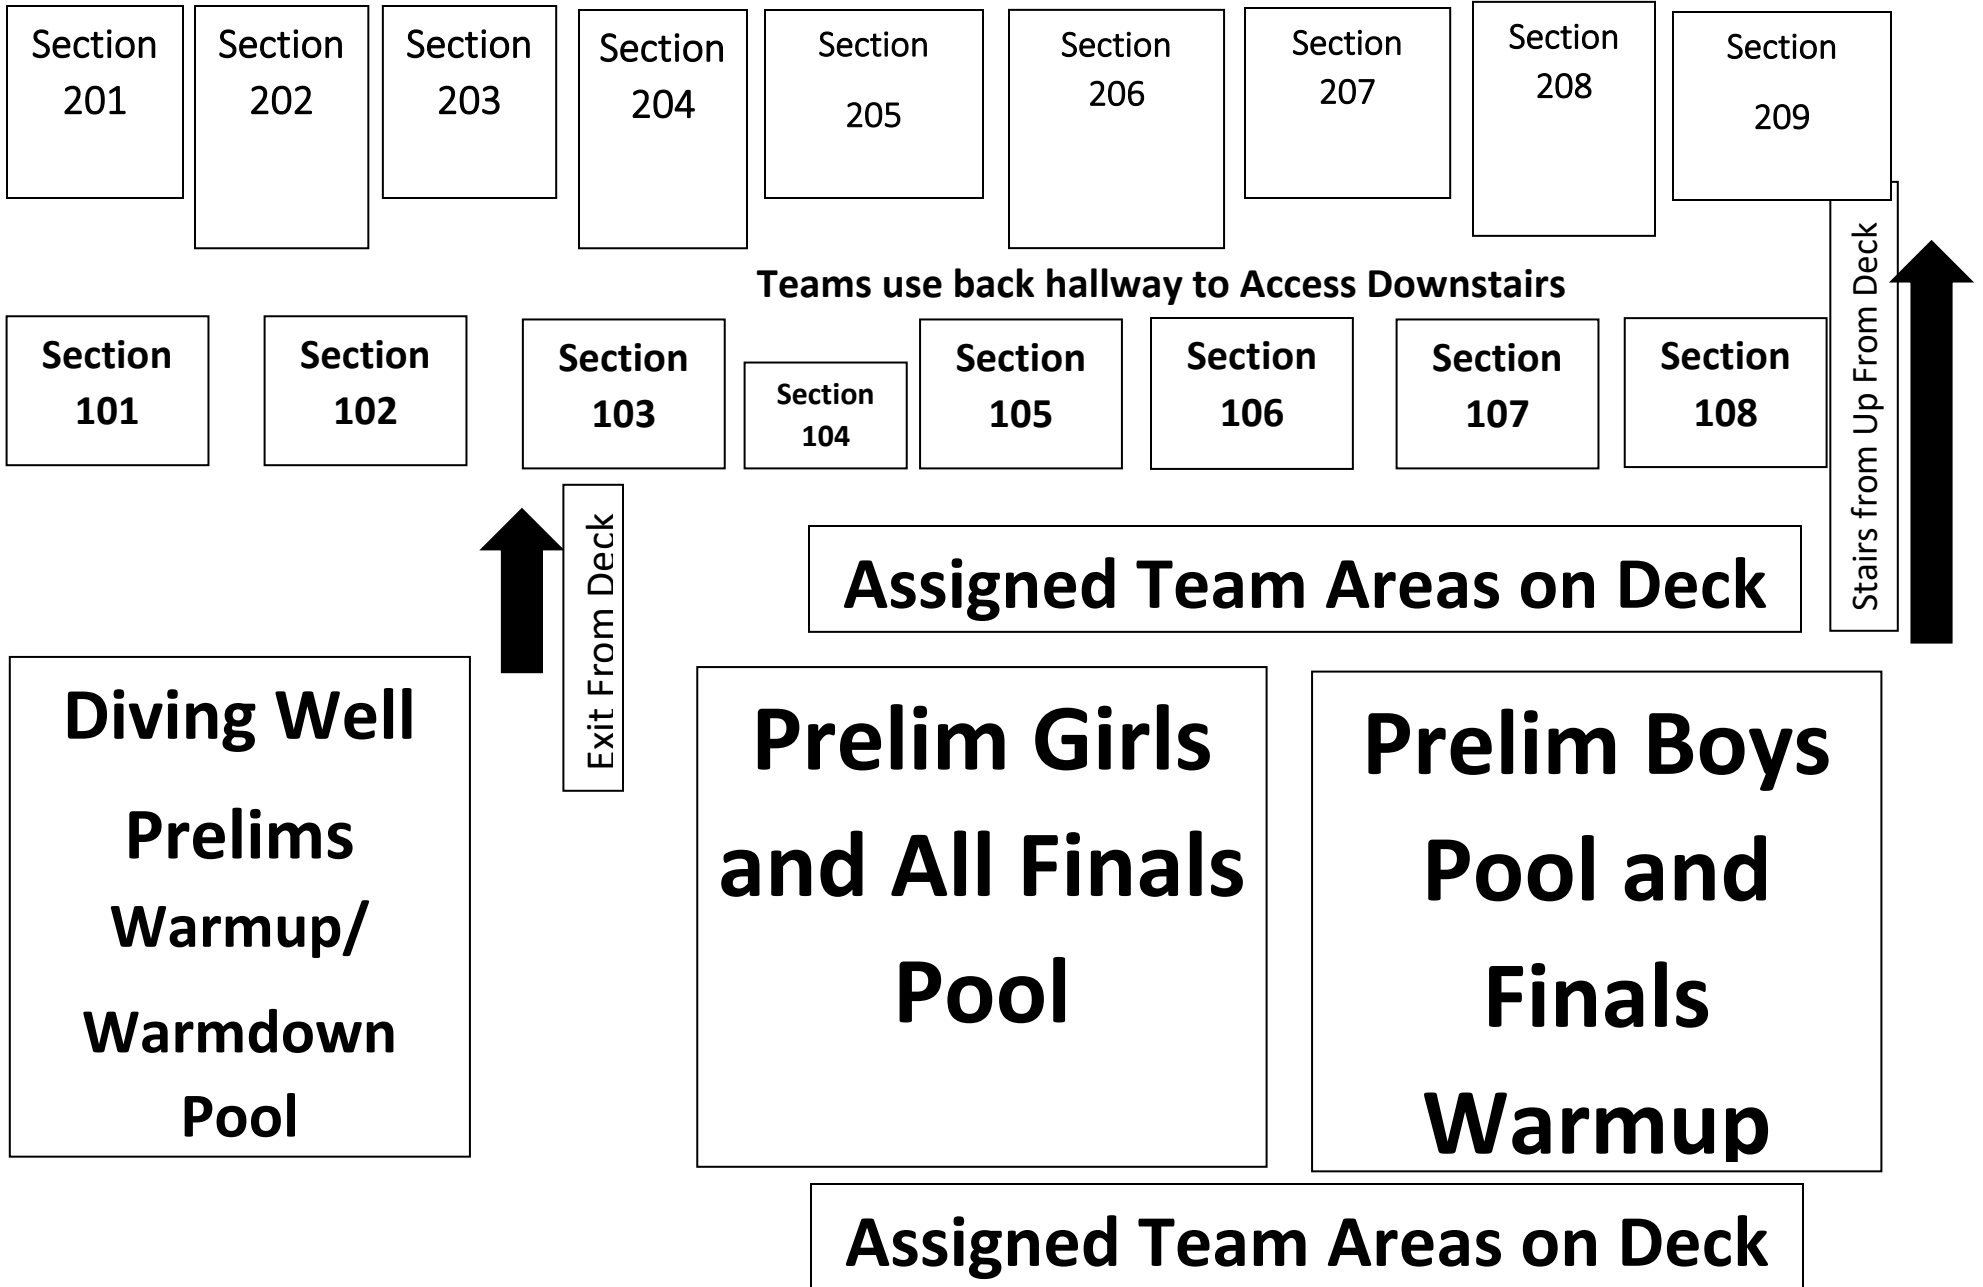 Section
201
Section
202
Section
203
Section
204
Section
205
Section
206
Section
207
Section
208
Section
209
Teams use back hallway to Access Downstairs
Section
101
Section
102
Section
103
Section
104
Section
105
Section
106
Section
107
Section
108
Stairs from Up From Deck
Exit From Deck
Assigned Team Areas on Deck
Diving Well
Prelims
Warmup/
Warmdown
Pool
Prelim Girls
and All Finals
Pool
Prelim Boys
Pool and
Finals
Warmup
Assigned Team Areas on Deck